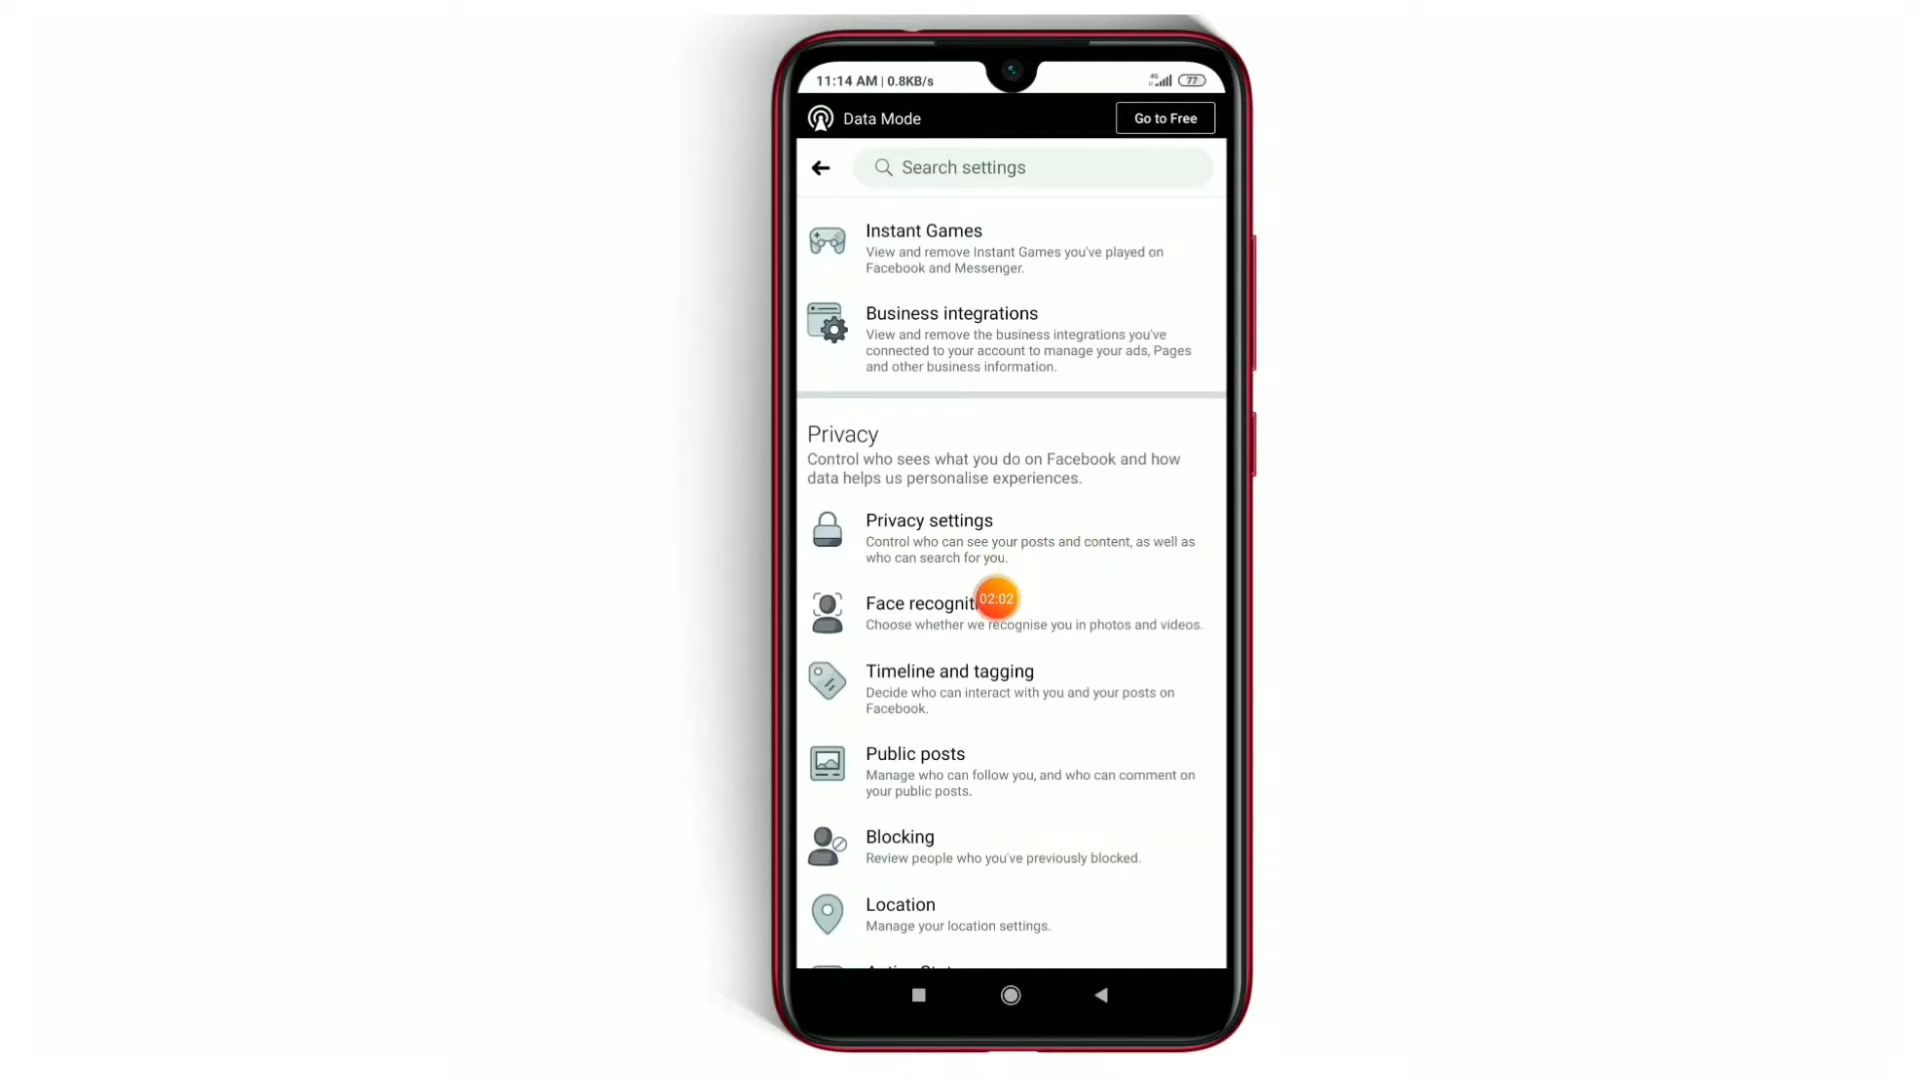 11:14 AM | 0.8KB/s
4G
77
Data Mode
Go to Free
Search settings
Instant Games
View and remove Instant Games you've played on
Facebook and Messenger.
Business integrations
View and remove the business integrations you've
connected to your account to manage your ads, Pages
and other business information.
Privacy
Control who sees what you do on Facebook and how
data helps us personalise experiences.
Privacy settings
Control who can see your posts and content, as well as
who can search for you.
Face recogniti
02:02
Choose whether we recognise you in photos and videos.
Timeline and tagging
Decide who can interact with you and your posts on
Facebook.
Public posts
Manage who can follow you, and who can comment on
your public posts.
Blocking
Review people who you've previously blocked.
Location
Manage your location settings.